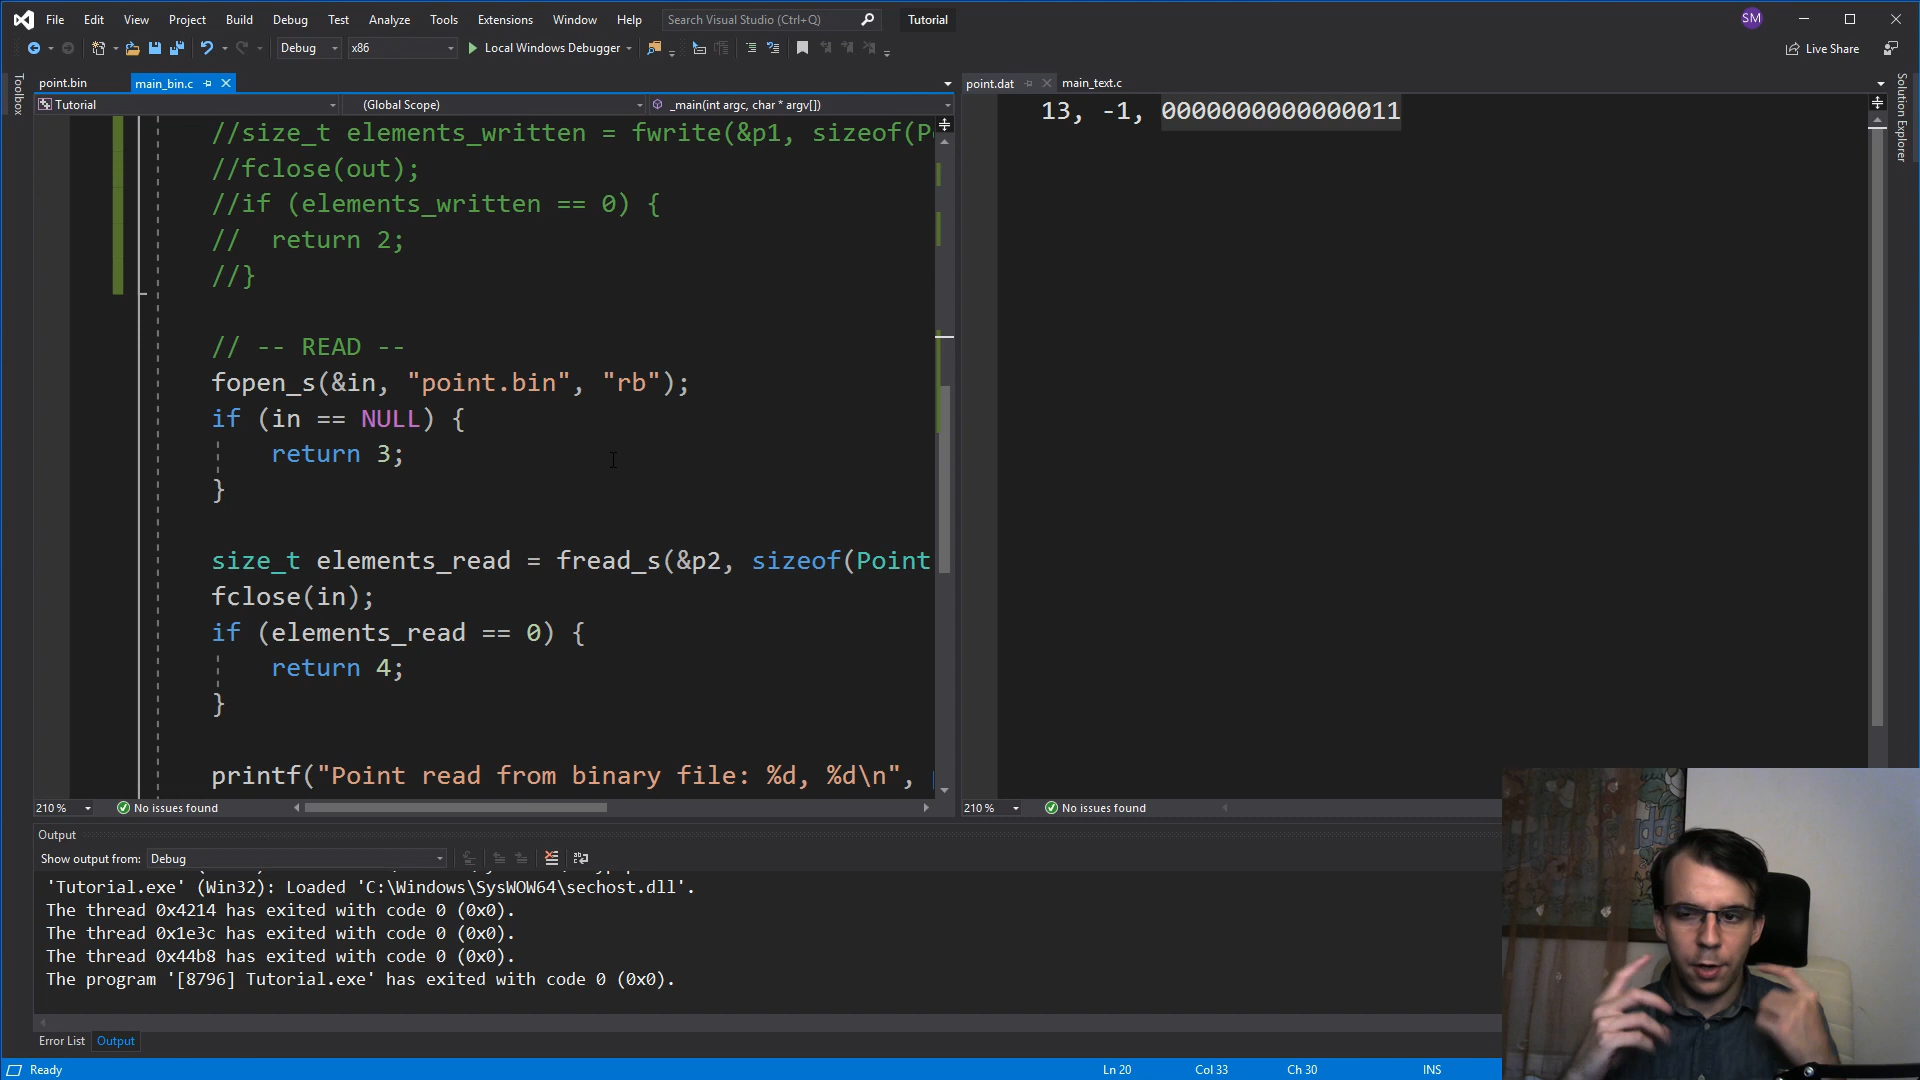 File Edit View Project Build Debug Test Analyze Tools Extensions Window Help Search Visual Studio (Ctrl+Q) Tutorial SM
Debug x86 Local Windows Debugger Live Share
Toolbox
point.bin main_bin.c
Tutorial (Global Scope) _main(int argc, char * argv[])
//size_t elements_written = fwrite(&p1, sizeof(P
//fclose(out);
//if (elements_written == 0) {
// return 2;
//}
// -- READ --
fopen_s(&in, "point.bin", "rb");
if (in == NULL) {
return 3;
}
size_t elements_read = fread_s(&p2, sizeof(Point
fclose(in);
if (elements_read == 0) {
return 4;
}
printf("Point read from binary file: %d, %d\n",
210 % No issues found
point.dat main_text.c
13, -1, 0000000000000011
210 % No issues found
Solution Explorer
Output
Show output from: Debug
'Tutorial.exe' (Win32): Loaded 'C:\Windows\SysWOW64\sechost.dll'.
The thread 0x4214 has exited with code 0 (0x0).
The thread 0x1e3c has exited with code 0 (0x0).
The thread 0x44b8 has exited with code 0 (0x0).
The program '[8796] Tutorial.exe' has exited with code 0 (0x0).
Error List Output
Ready Ln 20 Col 33 Ch 30 INS